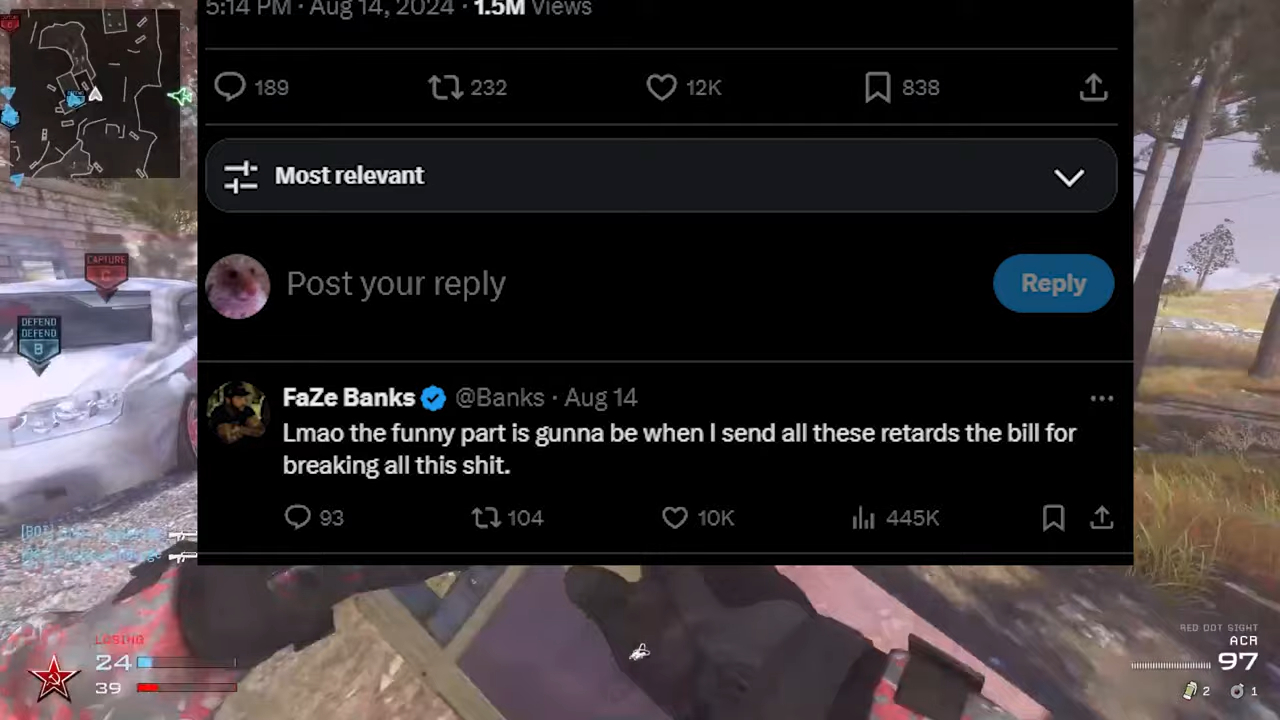 5:14 PM · Aug 14, 2024 · 1.5M Views
C
189
232
12K
838
Most relevant
CAPTURE
C
Post your reply
Reply
DEFEND
DEFEND
B
FaZe Banks @Banks · Aug 14
Lmao the funny part is gunna be when I send all these retards the bill for
breaking all this shit.
93
104
10K
445K
LOSING
24
39
RED DOT SIGHT
ACR
97
2
1